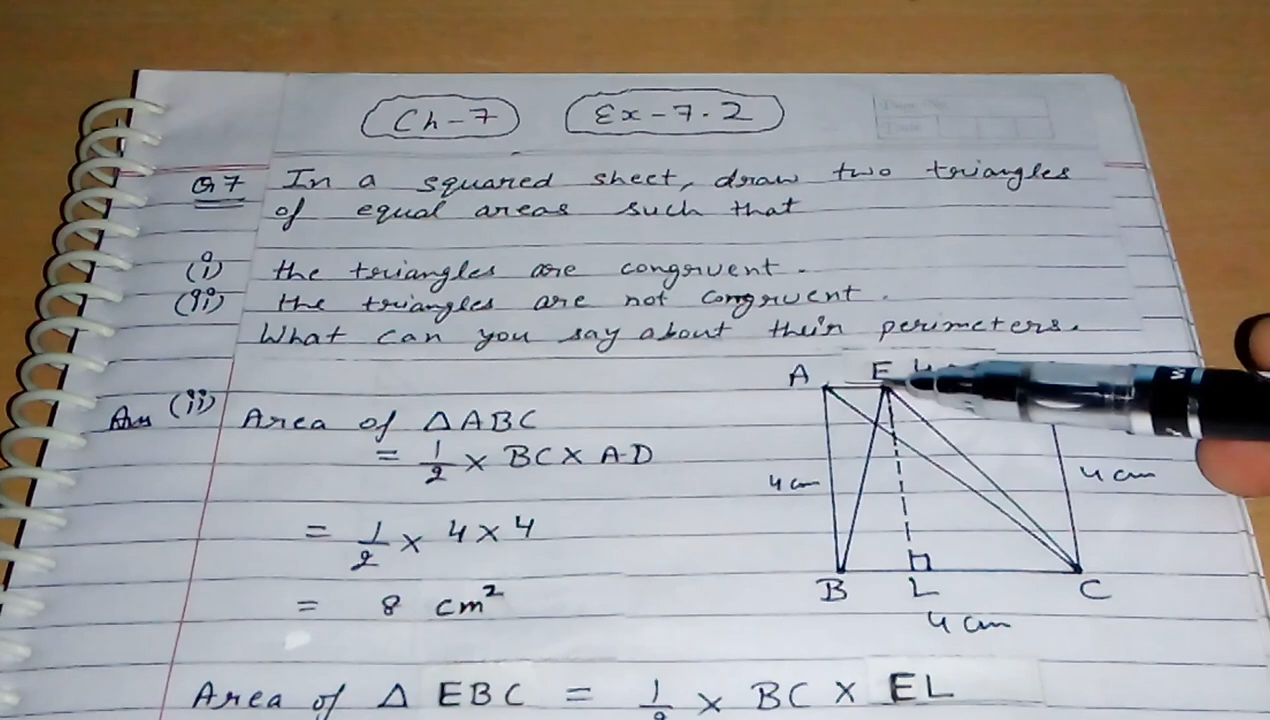 Ch-7 Ex-7.2
Q7 In a squared sheet, draw two triangles
of equal areas such that
(i) the triangles are congruent.
(ii) the triangles are not congruent.
What can you say about their perimeters.
A E
Ans (ii) Area of △ABC
= 1/2 × BC × AD
4 cm 4 cm
= 1/2 × 4 × 4
B L C
= 8 cm²
4 cm
Area of △ EBC = 1/2 × BC × EL